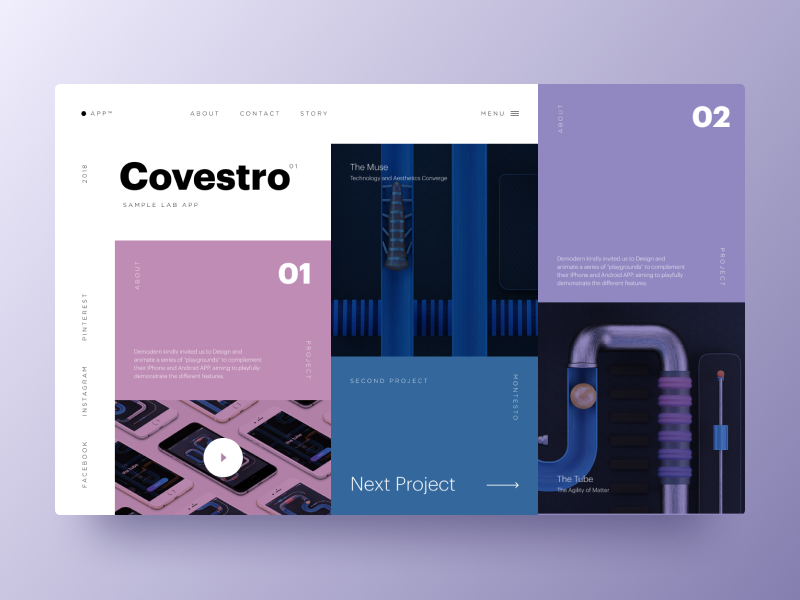 APP™
ABOUT
CONTACT
STORY
MENU
2018
Covestro
01
SAMPLE LAB APP
PINTEREST
INSTAGRAM
FACEBOOK
ABOUT
01
Demodern kindly invited us to Design and
animate a series of "playgrounds" to complement
their iPhone and Android APP, aiming to playfully
demonstrate the different features.
PROJECT
The Muse
Technology and Aesthetics Converge
SECOND PROJECT
MONTESTO
Next Project
ABOUT
02
Demodern kindly invited us to Design and
animate a series of "playgrounds" to complement
their iPhone and Android APP, aiming to playfully
demonstrate the different features.
PROJECT
The Tube
The Agility of Matter